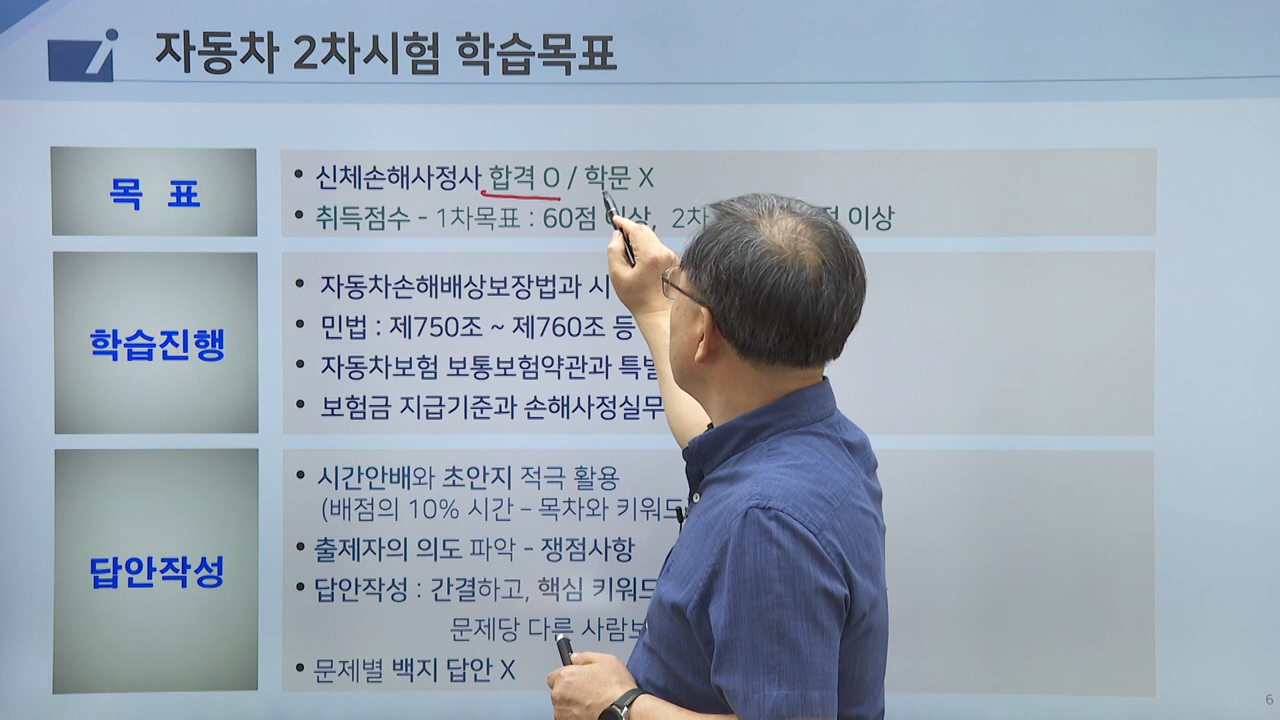 자동차 2차시험 학습목표
목 표
• 신체손해사정사 합격 O / 학문 X
• 취득점수 - 1차목표 : 60점 이상, 2차 점 이상
학습진행
• 자동차손해배상보장법과 시
• 민법 : 제750조 ~ 제760조 등
• 자동차보험 보통보험약관과 특별
• 보험금 지급기준과 손해사정실무
답안작성
• 시간안배와 초안지 적극 활용
(배점의 10% 시간 - 목차와 키워드
• 출제자의 의도 파악 - 쟁점사항
• 답안작성 : 간결하고, 핵심 키워드
문제당 다른 사람보
• 문제별 백지 답안 X
6